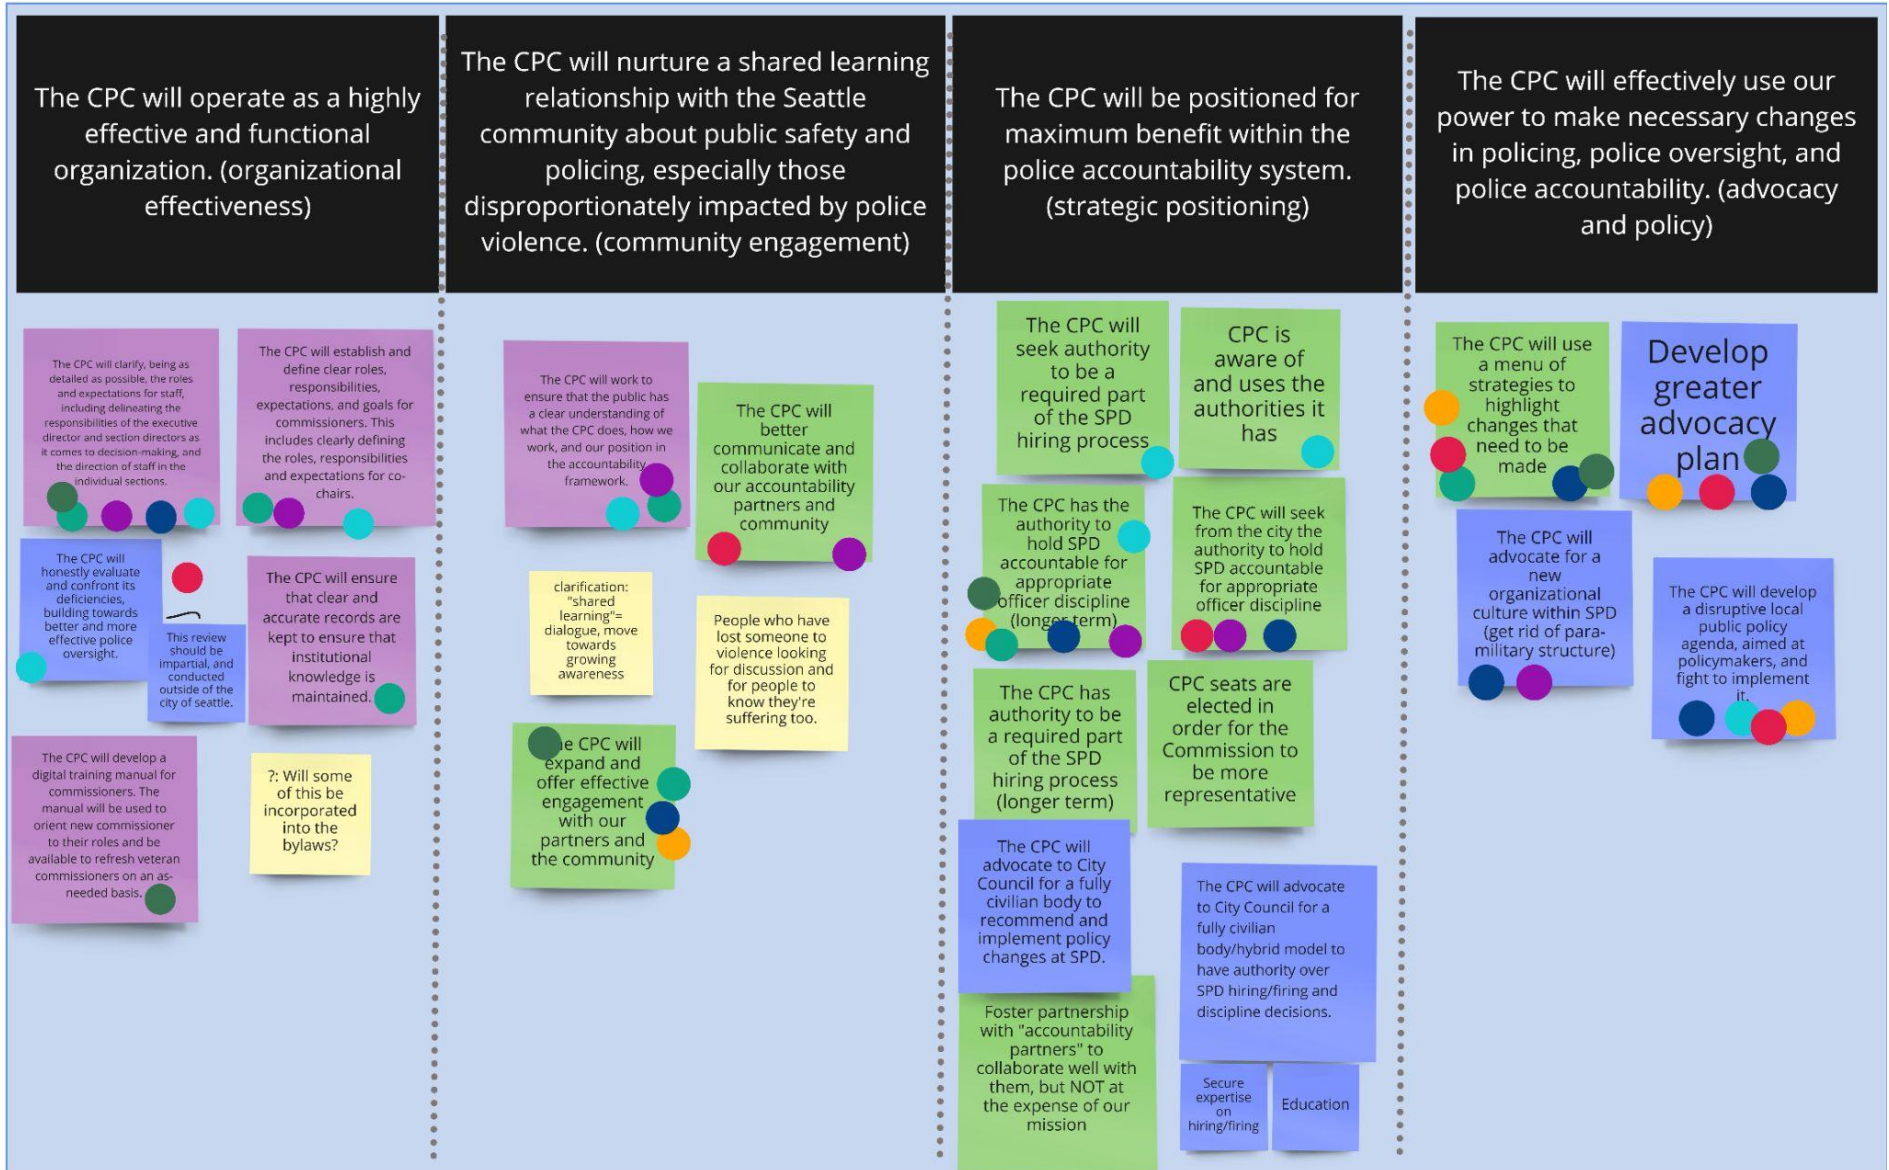 The CPC will operate as a highly
effective and functional
organization. (organizational
effectiveness)
The CPC will nurture a shared learning
relationship with the Seattle
community about public safety and
policing, especially those
disproportionately impacted by police
violence. (community engagement)
The CPC will be positioned for
maximum benefit within the
police accountability system.
(strategic positioning)
The CPC will effectively use our
power to make necessary changes
in policing, police oversight, and
police accountability. (advocacy
and policy)
The CPC will clarify, being as
detailed as possible, the roles
and expectations for staff,
including delineating the
responsibilities of the executive
director and section directors as
it comes to decision-making, and
the direction of staff in the
individual sections.
The CPC will establish and
define clear roles,
responsibilities,
expectations, and goals for
commissioners. This
includes clearly defining
the roles, responsibilities
and expectations for co-
chairs.
The CPC will
honestly evaluate
and confront its
deficiencies,
building towards
better and more
effective police
oversight.
This review
should be
impartial, and
conducted
outside of the
city of seattle.
The CPC will ensure
that clear and
accurate records are
kept to ensure that
institutional
knowledge is
maintained.
The CPC will develop a
digital training manual for
commissioners. The
manual will be used to
orient new commissioner
to their roles and be
available to refresh veteran
commissioners on an as-
needed basis.
?: Will some
of this be
incorporated
into the
bylaws?
The CPC will work to
ensure that the public has
a clear understanding of
what the CPC does, how we
work, and our position in
the accountability
framework.
The CPC will
better
communicate and
collaborate with
our accountability
partners and
community
clarification:
"shared
learning"=
dialogue, move
towards
growing
awareness
People who have
lost someone to
violence looking
for discussion and
for people to
know they're
suffering too.
The CPC will
expand and
offer effective
engagement
with our
partners and
the community
The CPC will
seek authority
to be a
required part
of the SPD
hiring process
CPC is
aware of
and uses the
authorities it
has
The CPC has the
authority to
hold SPD
accountable for
appropriate
officer discipline
(longer term)
The CPC will seek
from the city the
authority to hold
SPD accountable
for appropriate
officer discipline
The CPC has
authority to be
a required part
of the SPD
hiring process
(longer term)
CPC seats are
elected in
order for the
Commission to
be more
representative
The CPC will
advocate to City
Council for a fully
civilian body to
recommend and
implement policy
changes at SPD.
The CPC will advocate
to City Council for a
fully civilian
body/hybrid model to
have authority over
SPD hiring/firing and
discipline decisions.
Foster partnership
with "accountability
partners" to
collaborate well with
them, but NOT at
the expense of our
mission
Secure
expertise
on
hiring/firing
Education
The CPC will use
a menu of
strategies to
highlight
changes that
need to be
made
Develop
greater
advocacy
plan
The CPC will
advocate for a
new
organizational
culture within SPD
(get rid of para-
military structure)
The CPC will develop
a disruptive local
public policy
agenda, aimed at
policymakers, and
fight to implement
it.